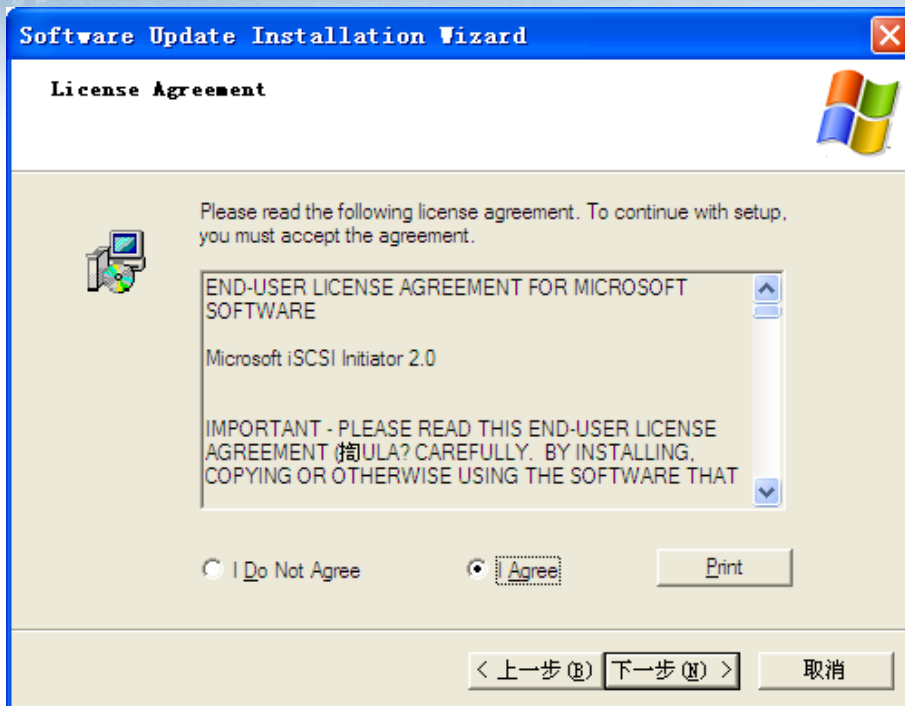 Software Update Installation Wizard
License Agreement
Please read the following license agreement. To continue with setup,
you must accept the agreement.
END-USER LICENSE AGREEMENT FOR MICROSOFT
SOFTWARE
Microsoft iSCSI Initiator 2.0
IMPORTANT - PLEASE READ THIS END-USER LICENSE
AGREEMENT (搃ULA? CAREFULLY. BY INSTALLING,
COPYING OR OTHERWISE USING THE SOFTWARE THAT
I Do Not Agree
I Agree
Print
< 上一步(B)
下一步(N) >
取消